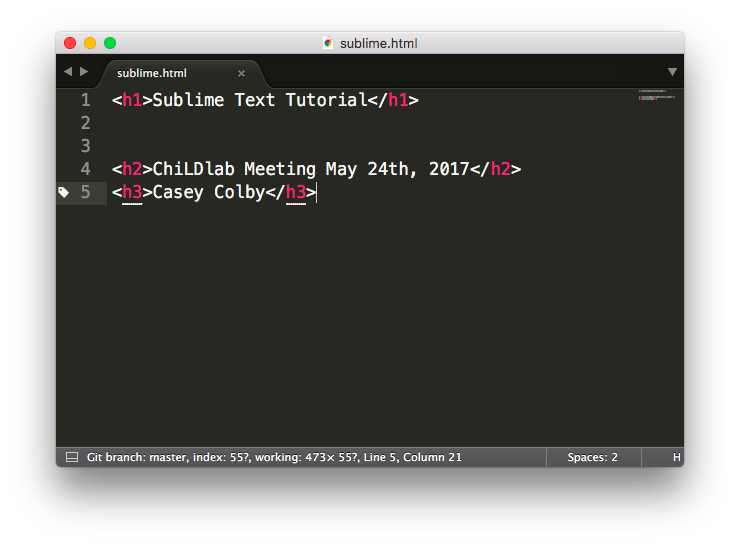 sublime.html
sublime.html ×
1 <h1>Sublime Text Tutorial</h1>
2
3
4 <h2>ChiLDlab Meeting May 24th, 2017</h2>
5 <h3>Casey Colby</h3>
Git branch: master, index: 55?, working: 473× 55?, Line 5, Column 21 Spaces: 2 H